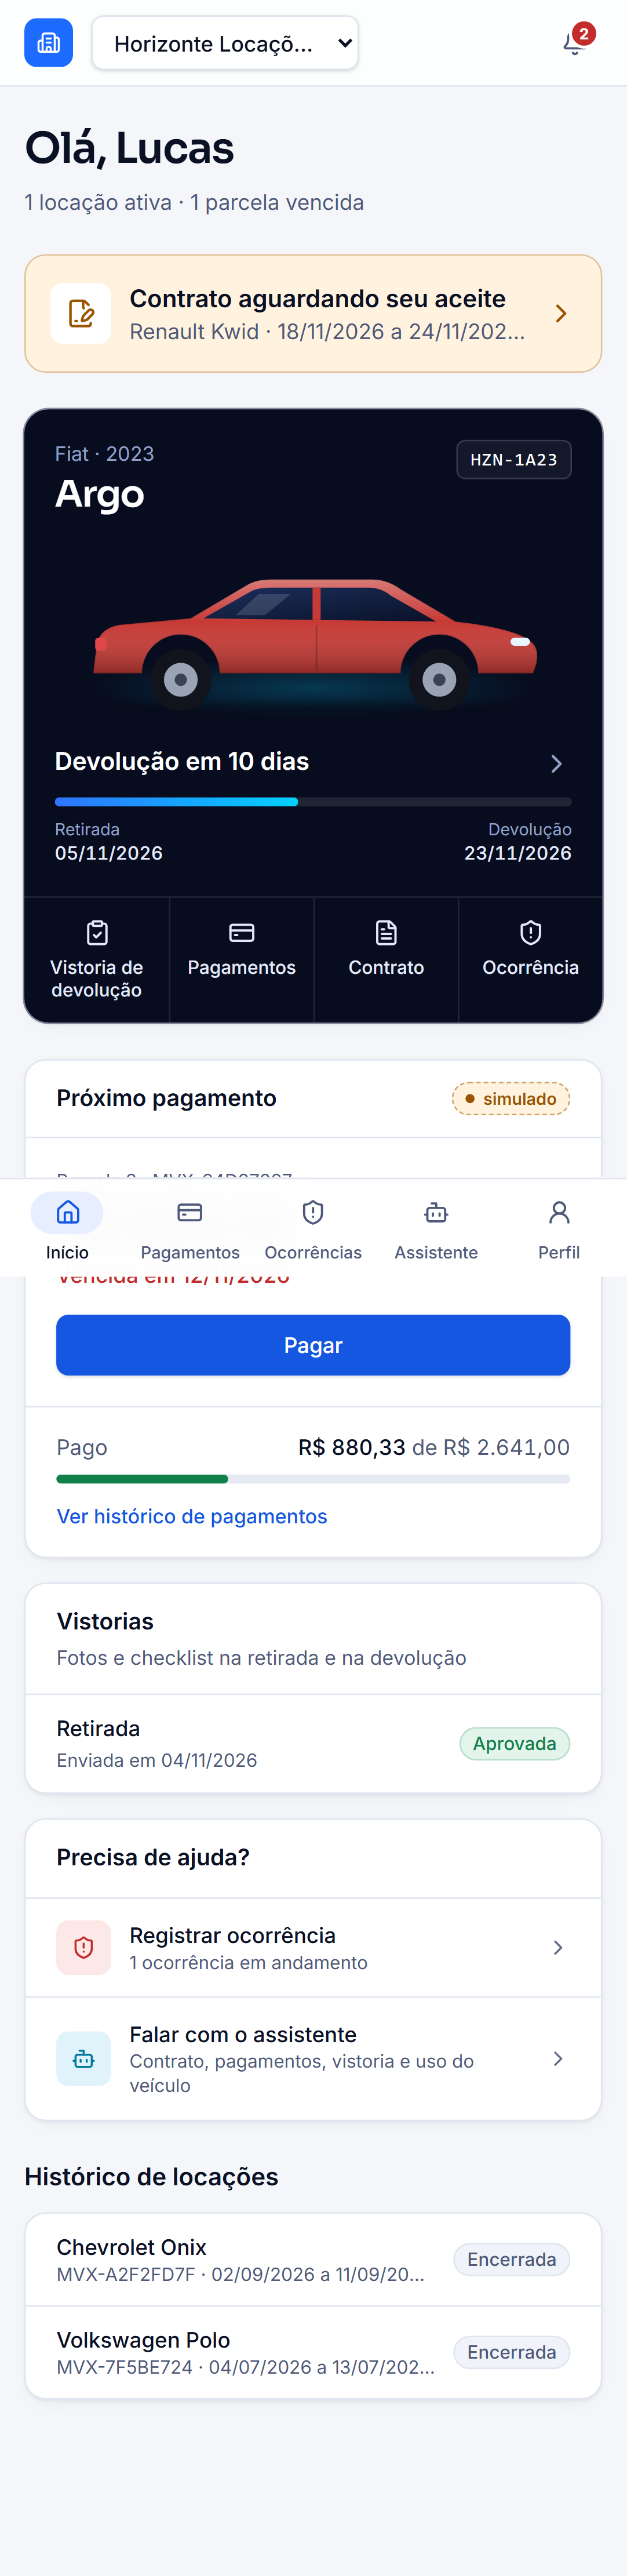 Horizonte Locaçõ...
2
Olá, Lucas
1 locação ativa · 1 parcela vencida
Contrato aguardando seu aceite
Renault Kwid · 18/11/2026 a 24/11/202...
Fiat · 2023
HZN-1A23
Argo
Devolução em 10 dias
Retirada
Devolução
05/11/2026
23/11/2026
Vistoria de
devolução
Pagamentos
Contrato
Ocorrência
Próximo pagamento
simulado
Início
Pagamentos
Ocorrências
Assistente
Perfil
Vencida em 12/11/2026
Pagar
Pago
R$ 880,33 de R$ 2.641,00
Ver histórico de pagamentos
Vistorias
Fotos e checklist na retirada e na devolução
Retirada
Enviada em 04/11/2026
Aprovada
Precisa de ajuda?
Registrar ocorrência
1 ocorrência em andamento
Falar com o assistente
Contrato, pagamentos, vistoria e uso do
veículo
Histórico de locações
Chevrolet Onix
MVX-A2F2FD7F · 02/09/2026 a 11/09/20...
Encerrada
Volkswagen Polo
MVX-7F5BE724 · 04/07/2026 a 13/07/202...
Encerrada